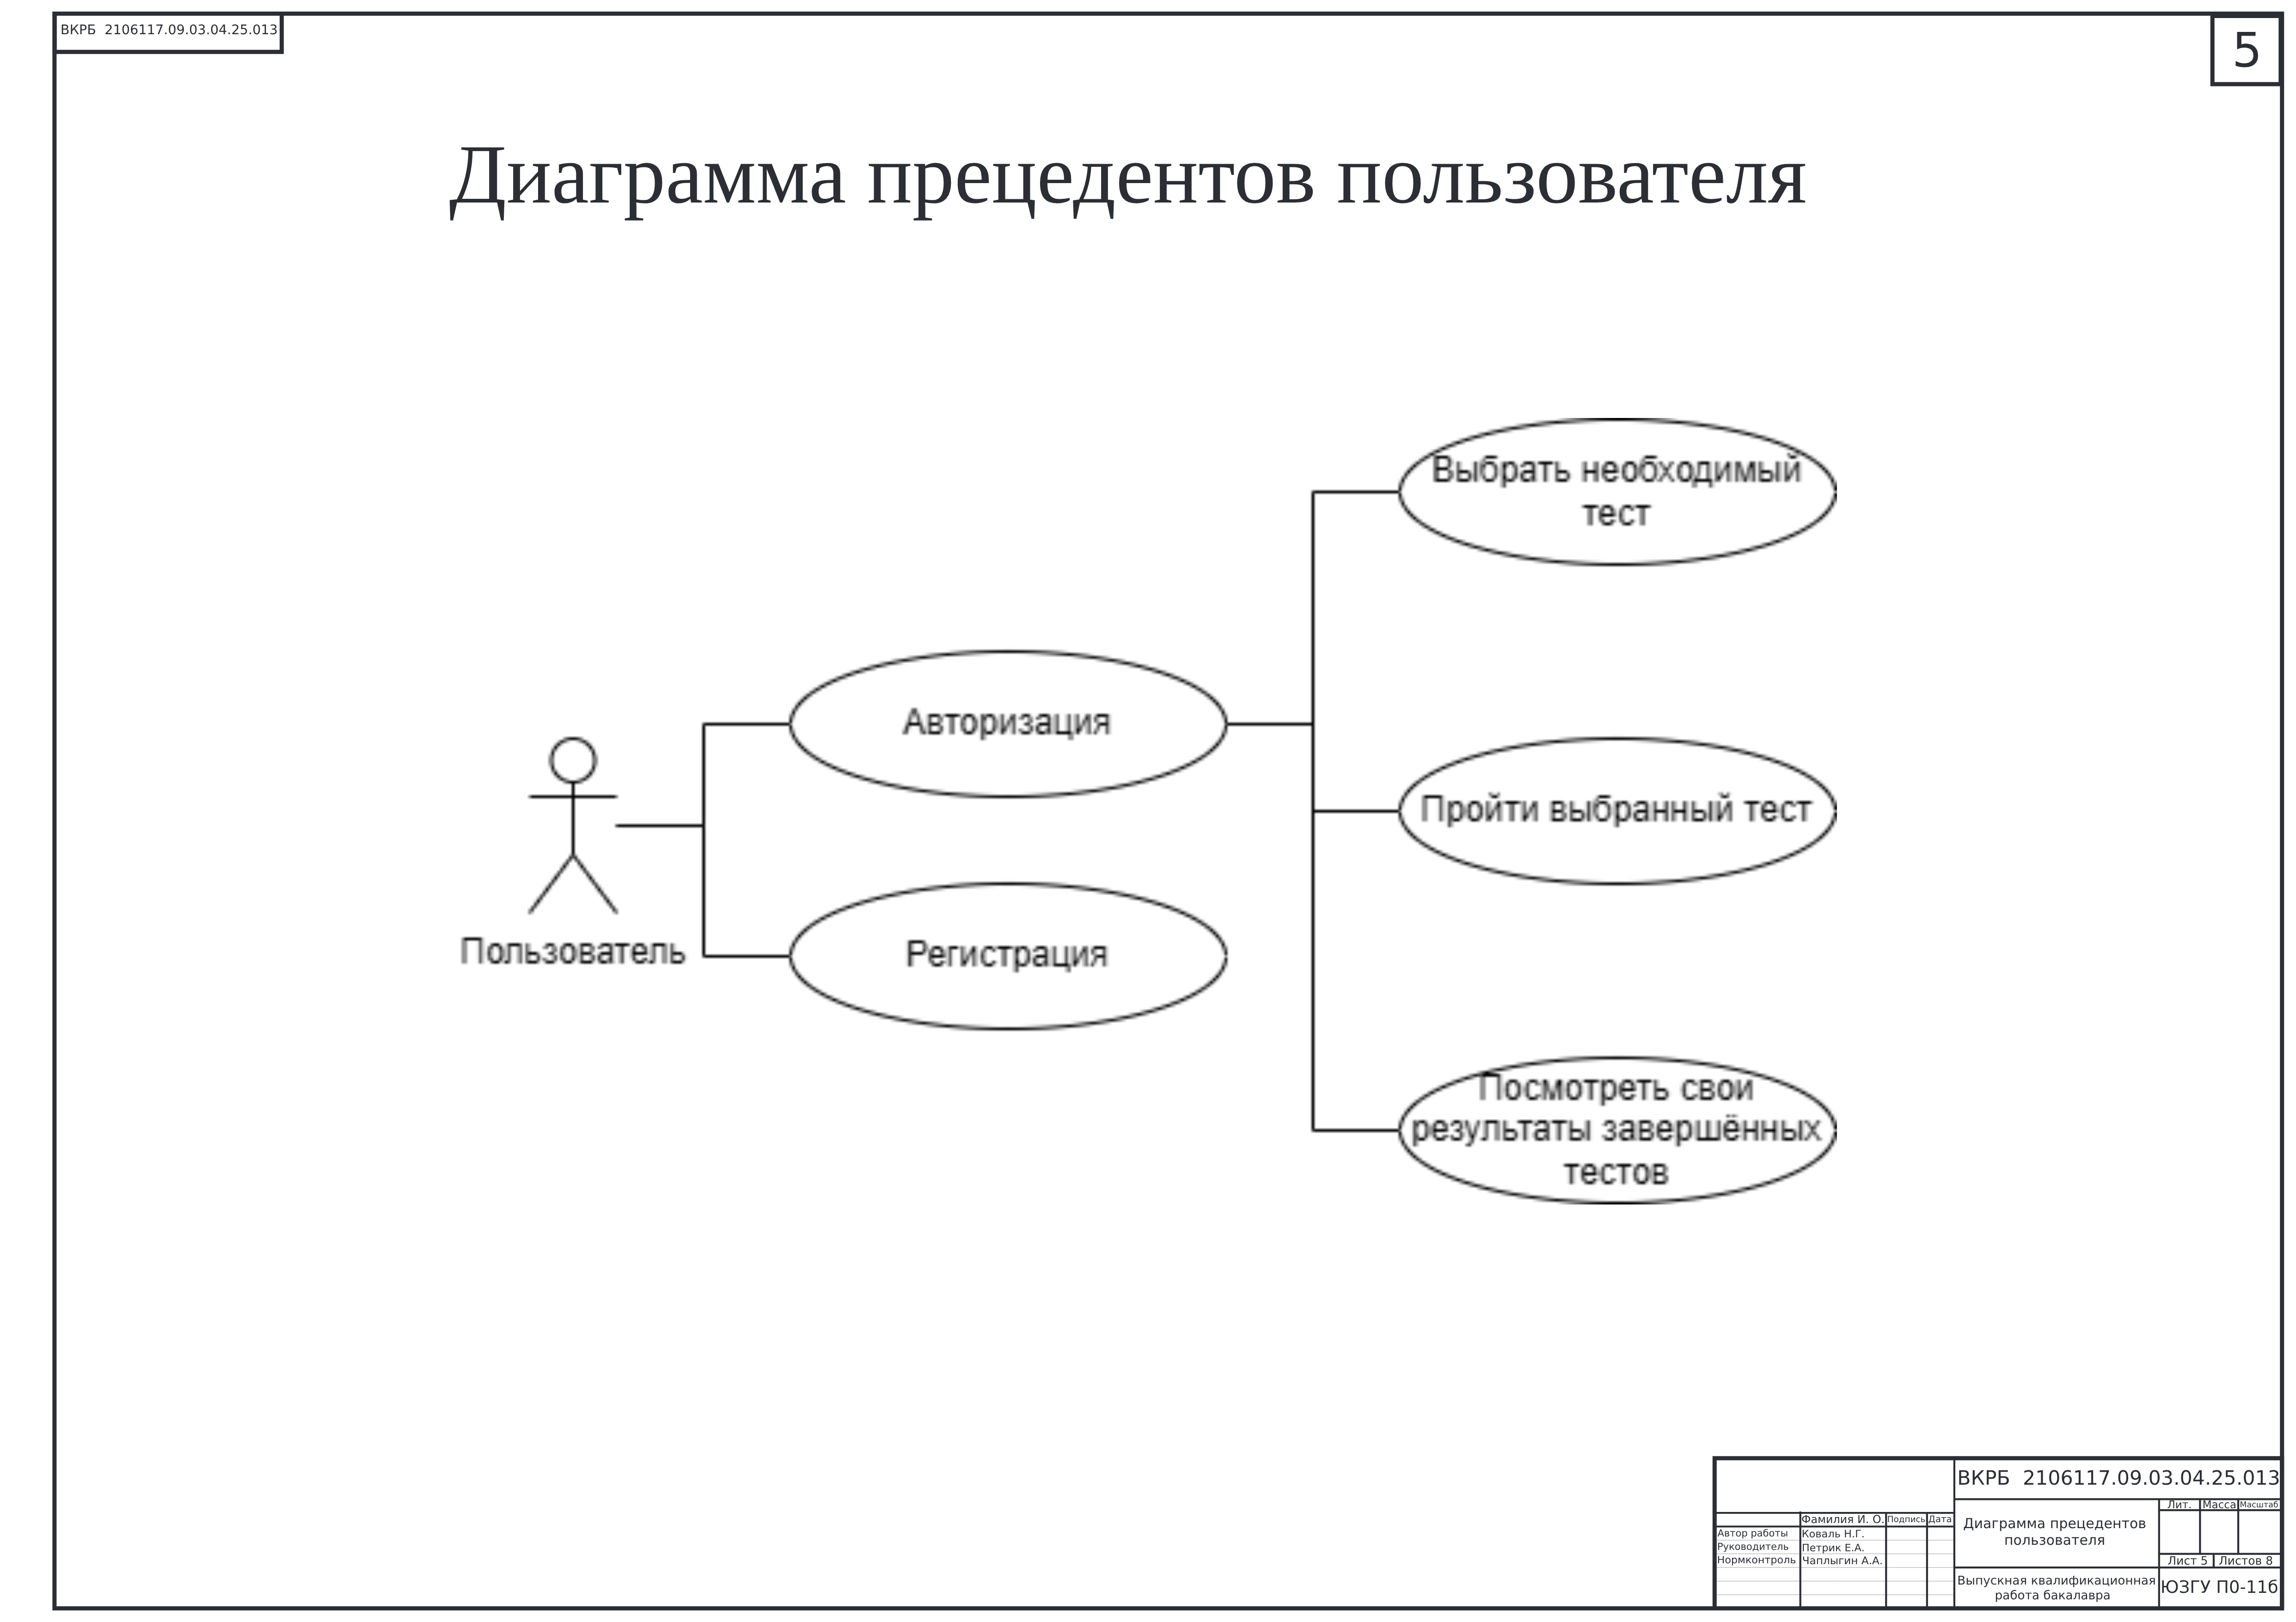 ВКРБ 2106117.09.03.04.25.013
5
Диаграмма прецедентов пользователя
Выбрать необходимый
тест
Авторизация
Пройти выбранный тест
Пользователь
Регистрация
Посмотреть свои
результаты завершённых
тестов
ВКРБ 2106117.09.03.04.25.013
Лит. Масса Масштаб
Фамилия И. О. Подпись Дата
Автор работы Коваль Н.Г.
Руководитель Петрик Е.А.
Нормконтроль Чаплыгин А.А.
Диаграмма прецедентов
пользователя
Лист 5 Листов 8
Выпускная квалификационная
работа бакалавра
ЮЗГУ П0-116